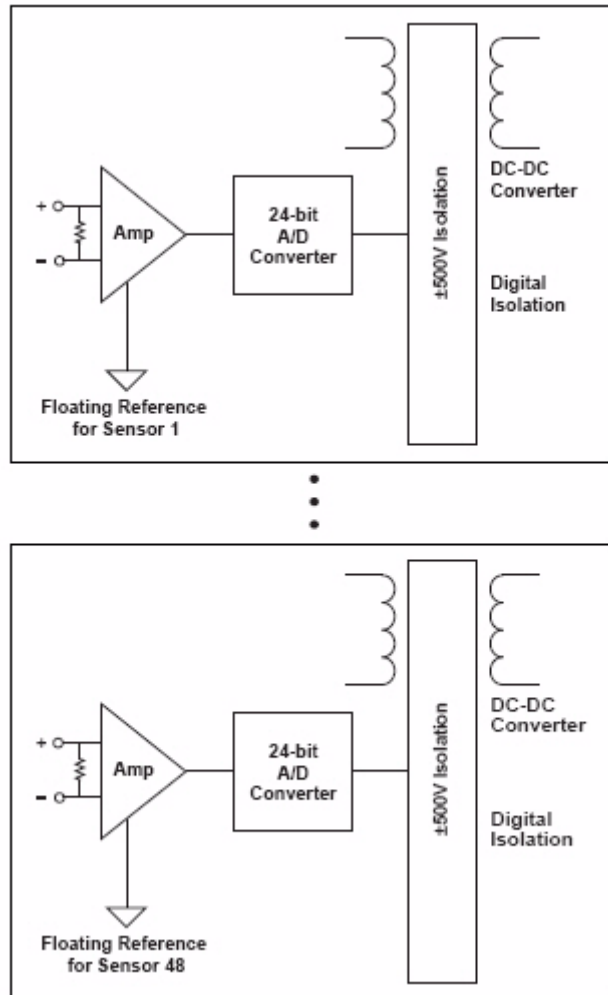 DC-DC
Converter
+
Amp
24-bit
A/D
Converter
±500V Isolation
–
Digital
Isolation
Floating Reference
for Sensor 1
DC-DC
Converter
+
Amp
24-bit
A/D
Converter
±500V Isolation
–
Digital
Isolation
Floating Reference
for Sensor 48